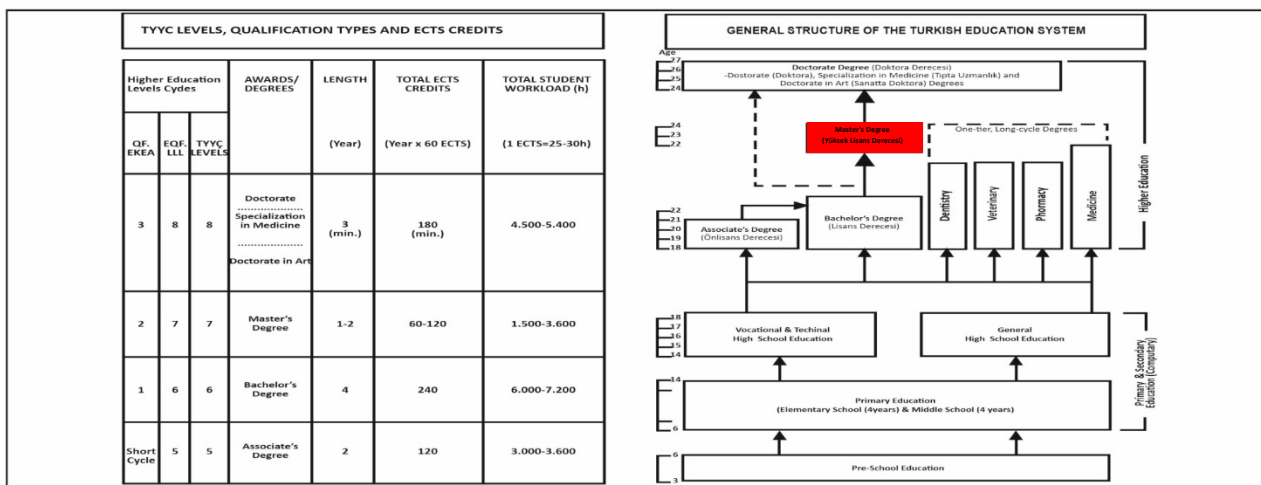 TYYC LEVELS, QUALIFICATION TYPES AND ECTS CREDITS
Higher Education
Levels Cydes
AWARDS/
DEGREES
LENGTH
TOTAL ECTS
CREDITS
TOTAL STUDENT
WORKLOAD (h)
QF.
EKEA
EQF.
LLL
TYYÇ
LEVELS
(Year)
(Year x 60 ECTS)
(1 ECTS=25-30h)
3
8
8
Doctorate
Specialization
in Medicine
Doctorate in Art
3
(min.)
180
(min.)
4.500-5.400
2
7
7
Master's
Degree
1-2
60-120
1.500-3.600
1
6
6
Bachelor's
Degree
4
240
6.000-7.200
Short
Cycle
5
5
Associate's
Degree
2
120
3.000-3.600
GENERAL STRUCTURE OF THE TURKISH EDUCATION SYSTEM
Age
27
26
25
24
Doctorate Degree (Doktora Derecesi)
-Dostorate (Doktora), Specialization in Medicine (Tıpta Uzmanlık) and
Doctorate in Art (Sanatta Doktora) Degrees
24
23
22
Master's Degree
(Yüksek Lisans Derecesi)
One-tier, Long-cycle Degrees
22
21
20
19
18
Associate's Degree
(Önlisans Derecesi)
Bachelor's Degree
(Lisans Derecesi)
Dentistry
Veterinary
Phormacy
Medicine
Higher Education
18
17
16
15
14
Vocational & Techinal
High School Education
General
High School Education
14
6
Primary Education
(Elementary School (4years) & Middle School (4 years)
Primary & Secondary
Education (Computary)
6
3
Pre-School Education